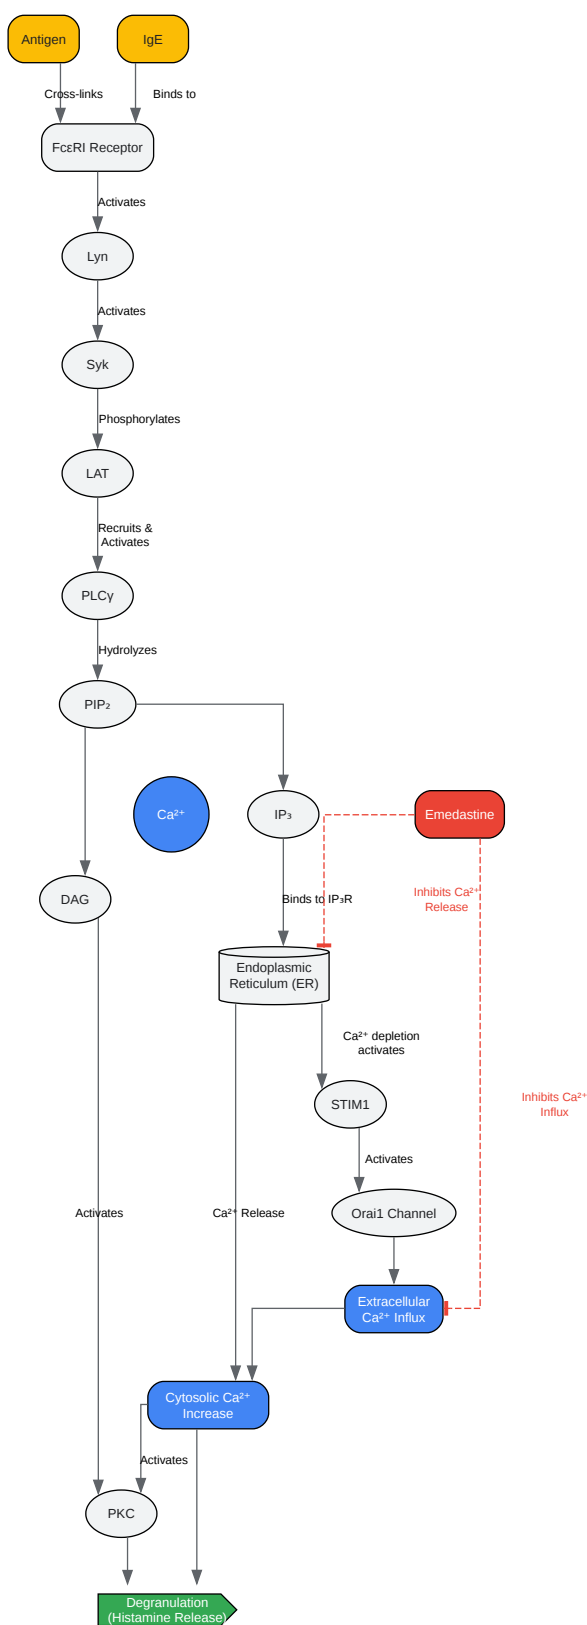 Antigen
IgE
Cross-links
Binds to
FcεRI Receptor
Activates
Lyn
Activates
Syk
Phosphorylates
LAT
Recruits &
Activates
PLCγ
Hydrolyzes
PIP₂
Ca²⁺
IP₃
Emedastine
DAG
Binds to IP₃R
Inhibits Ca²⁺
Release
Endoplasmic
Reticulum (ER)
Ca²⁺ depletion
activates
STIM1
Inhibits Ca²⁺
Influx
Activates
Activates
Ca²⁺ Release
Orai1 Channel
Extracellular
Ca²⁺ Influx
Cytosolic Ca²⁺
Increase
Activates
PKC
Degranulation
(Histamine Release)